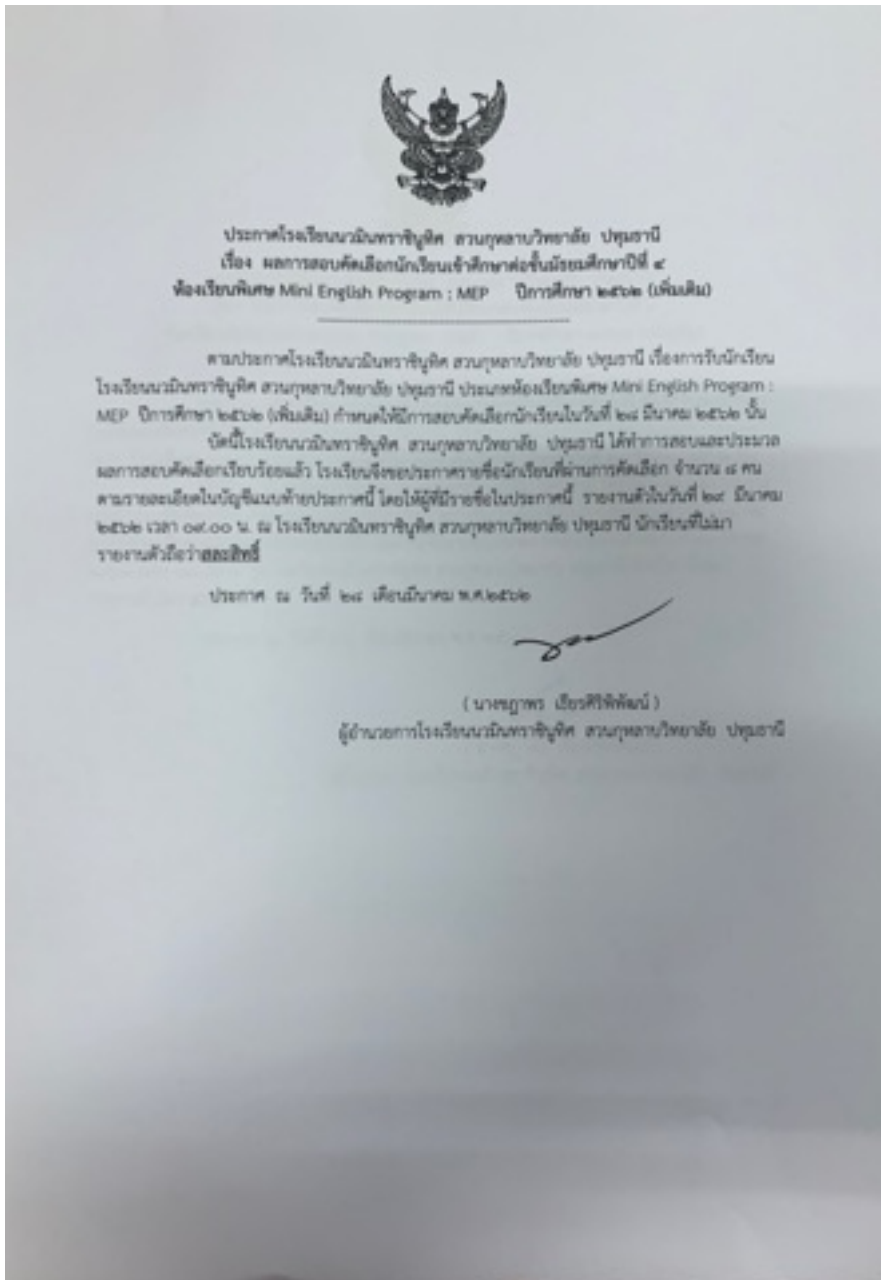 ประกาศโรงเรียนนวมินทราชินูทิศ สวนกุหลาบวิทยาลัย ปทุมธานี
เรื่อง ผลการสอบคัดเลือกนักเรียนเข้าศึกษาต่อชั้นมัธยมศึกษาปีที่ ๔
ห้องเรียนพิเศษ Mini English Program : MEP ปีการศึกษา ๒๕๖๒ (เพิ่มเติม)
ตามประกาศโรงเรียนนวมินทราชินูทิศ สวนกุหลาบวิทยาลัย ปทุมธานี เรื่องการรับนักเรียน
โรงเรียนนวมินทราชินูทิศ สวนกุหลาบวิทยาลัย ปทุมธานี ประเภทห้องเรียนพิเศษ Mini English Program :
MEP ปีการศึกษา ๒๕๖๒ (เพิ่มเติม) กำหนดให้มีการสอบคัดเลือกนักเรียนในวันที่ ๒๘ มีนาคม ๒๕๖๒ นั้น
บัดนี้โรงเรียนนวมินทราชินูทิศ สวนกุหลาบวิทยาลัย ปทุมธานี ได้ทำการสอบและประมวล
ผลการสอบคัดเลือกเรียบร้อยแล้ว โรงเรียนจึงขอประกาศรายชื่อนักเรียนที่ผ่านการคัดเลือก จำนวน ๘ คน
ตามรายละเอียดในบัญชีแนบท้ายประกาศนี้ โดยให้ผู้ที่มีรายชื่อในประกาศนี้ รายงานตัวในวันที่ ๒๙ มีนาคม
๒๕๖๒ เวลา ๐๙.๐๐ น. ณ โรงเรียนนวมินทราชินูทิศ สวนกุหลาบวิทยาลัย ปทุมธานี นักเรียนที่ไม่มา
รายงานตัวถือว่าสละสิทธิ์
ประกาศ ณ วันที่ ๒๘ เดือนมีนาคม พ.ศ.๒๕๖๒
( นางชฎาพร เธียรศิริพิพัฒน์ )
ผู้อำนวยการโรงเรียนนวมินทราชินูทิศ สวนกุหลาบวิทยาลัย ปทุมธานี